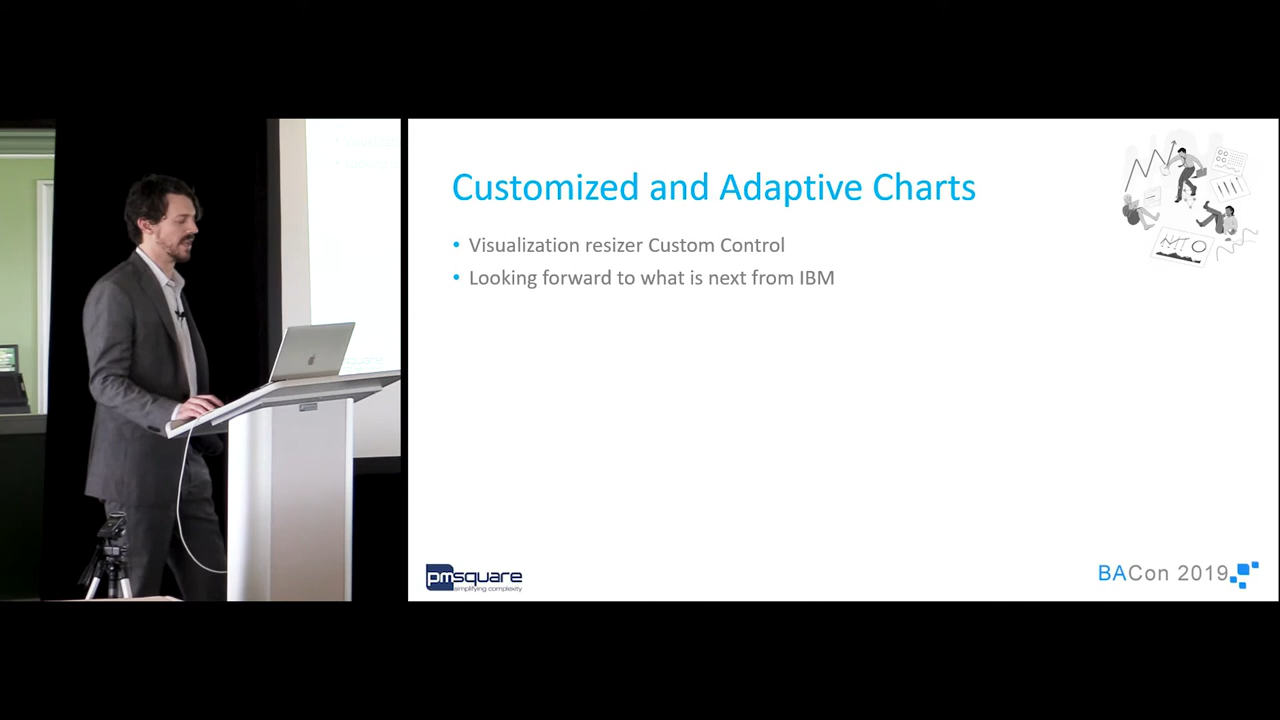 Customized and Adaptive Charts
• Visualization resizer Custom Control
• Looking forward to what is next from IBM
pmsquare
simplifying complexity
BACon 2019